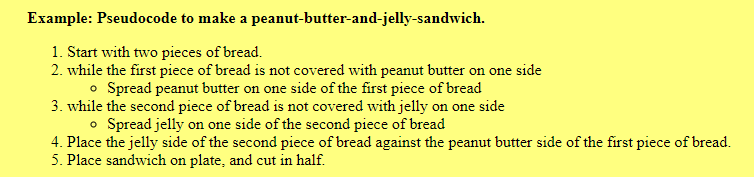 Example: Pseudocode to make a peanut-butter-and-jelly-sandwich.
1. Start with two pieces of bread.
2. while the first piece of bread is not covered with peanut butter on one side
o Spread peanut butter on one side of the first piece of bread
3. while the second piece of bread is not covered with jelly on one side
o Spread jelly on one side of the second piece of bread
4. Place the jelly side of the second piece of bread against the peanut butter side of the first piece of bread.
5. Place sandwich on plate, and cut in half.